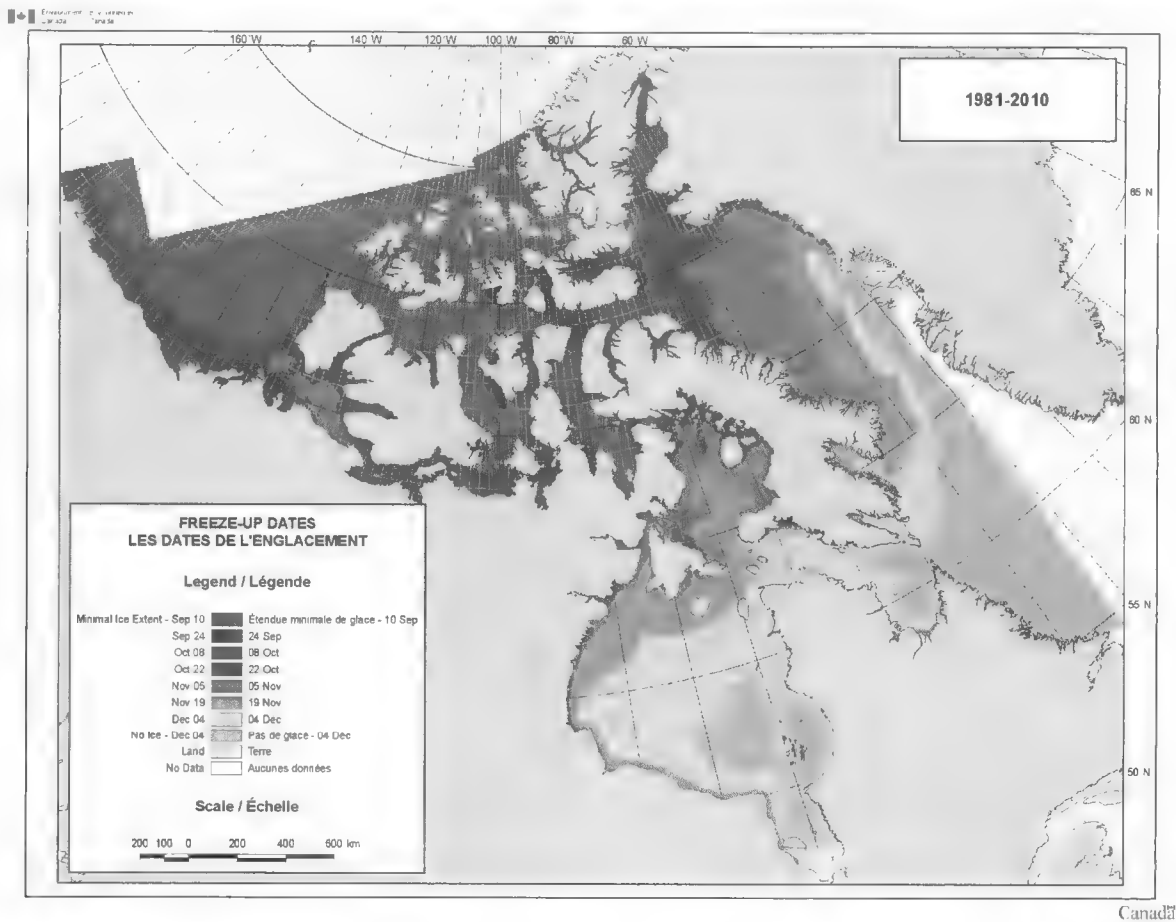 Canada Canada
160 W 140 W 120 W 100 W 80°W 60 W
1981-2010
65 N
60 N
55 N
50 N
FREEZE-UP DATES
LES DATES DE L'ENGLACEMENT
Legend / Légende
Minimal Ice Extent - Sep 10 Étendue minimale de glace - 10 Sep
Sep 24 24 Sep
Oct 08 08 Oct
Oct 22 22 Oct
Nov 05 05 Nov
Nov 19 19 Nov
Dec 04 04 Dec
No Ice - Dec 04 Pas de glace - 04 Dec
Land Terre
No Data Aucunes données
Scale / Échelle
200 100 0 200 400 600 km
Canada